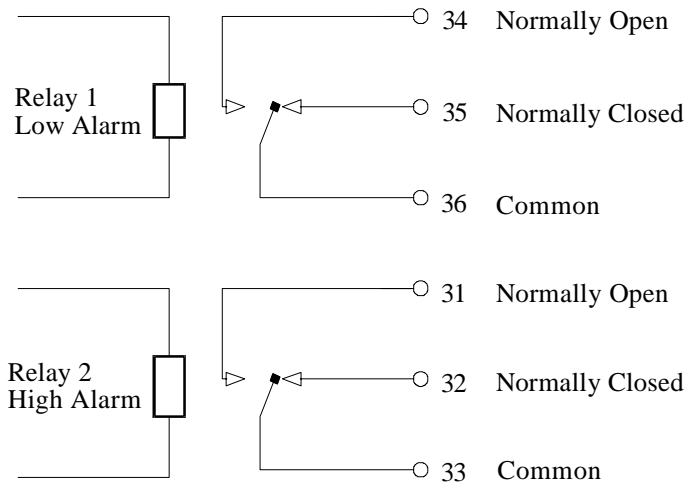 34 Normally Open
Relay 1
Low Alarm
35 Normally Closed
36 Common
31 Normally Open
Relay 2
High Alarm
32 Normally Closed
33 Common